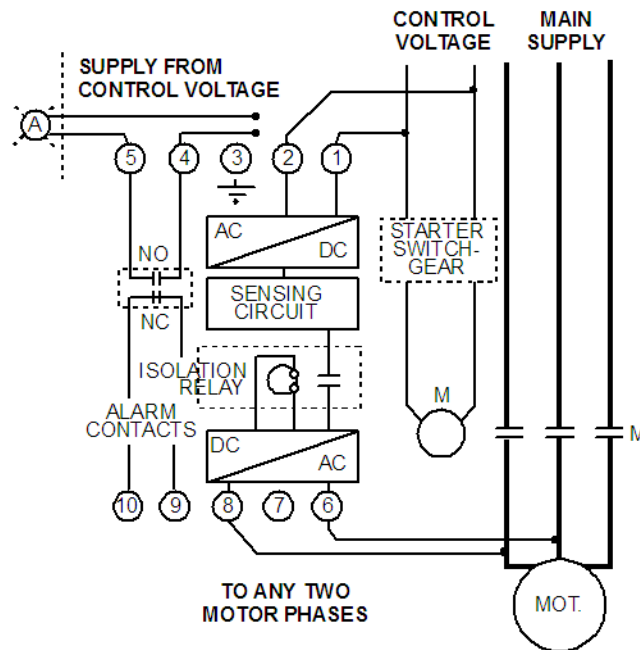 CONTROL
VOLTAGE
MAIN
SUPPLY
SUPPLY FROM
CONTROL VOLTAGE
A
5
4
3
2
1
AC
DC
STARTER
SWITCH-
GEAR
NO
NC
SENSING
CIRCUIT
ISOLATION
RELAY
M
M
ALARM
CONTACTS
DC
AC
10
9
8
7
6
TO ANY TWO
MOTOR PHASES
MOT.